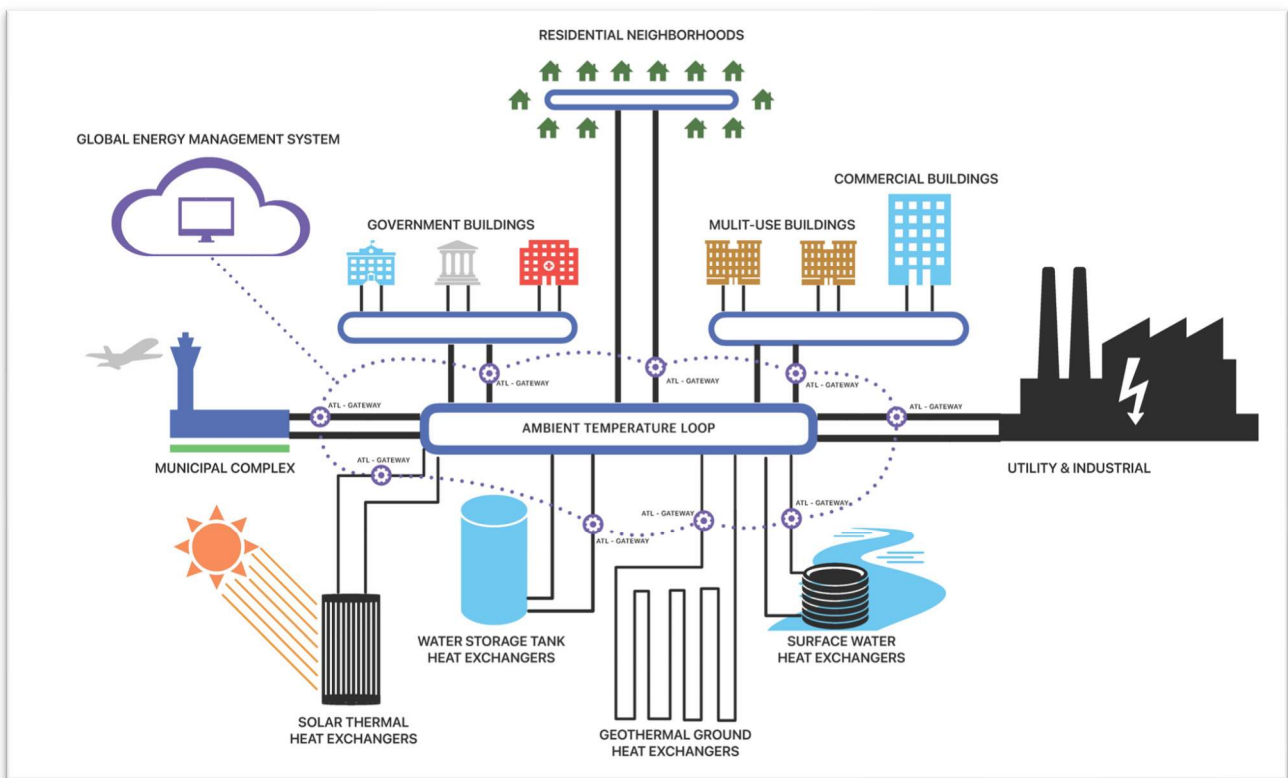 RESIDENTIAL NEIGHBORHOODS
GLOBAL ENERGY MANAGEMENT SYSTEM
COMMERCIAL BUILDINGS
GOVERNMENT BUILDINGS
MULIT-USE BUILDINGS
ATL - GATEWAY
ATL - GATEWAY
ATL - GATEWAY
ATL - GATEWAY
ATL - GATEWAY
AMBIENT TEMPERATURE LOOP
MUNICIPAL COMPLEX
ATL - GATEWAY
UTILITY & INDUSTRIAL
ATL - GATEWAY
ATL - GATEWAY
ATL - GATEWAY
WATER STORAGE TANK
HEAT EXCHANGERS
SURFACE WATER
HEAT EXCHANGERS
SOLAR THERMAL
HEAT EXCHANGERS
GEOTHERMAL GROUND
HEAT EXCHANGERS